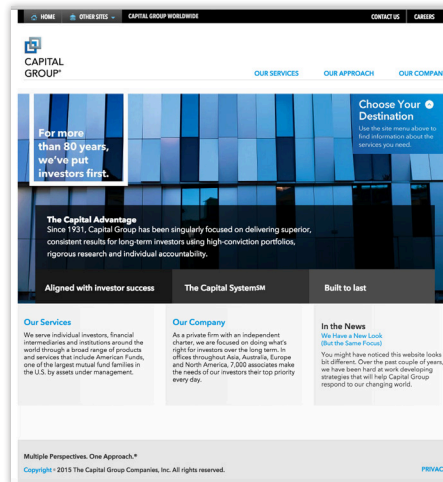 HOME OTHER SITES CAPITAL GROUP WORLDWIDE CONTACT US CAREERS
CAPITAL
GROUP®
OUR SERVICES OUR APPROACH OUR COMPAN
For more
than 80 years,
we've put
investors first.
Choose Your
Destination
Use the site menu above to
find information about the
services you need.
The Capital Advantage
Since 1931, Capital Group has been singularly focused on delivering superior,
consistent results for long-term investors using high-conviction portfolios,
rigorous research and individual accountability.
Aligned with investor success The Capital System℠ Built to last
Our Services
We serve individual investors, financial
intermedieries and institutions around the
world through a broad range of products
and services that include American Funds,
one of the largest mutual fund families in
the U.S. by assets under management.
Our Company
As a private firm with an independent
charter, we are focused on doing what's
right for investors over the long term. In
offices throughout Asia, Australia, Europe
and North America, 7,000 associates make
the needs of our investors their top priority
every day.
In the News
We Have a New Look
(But the Same Focus)
You might have noticed this website looks
bit different. Over the past couple of years,
we have been hard at work developing
strategies that will help Capital Group
respond to our changing world.
Multiple Perspectives. One Approach.®
Copyright © 2015 The Capital Group Companies, Inc. All rights reserved. PRIVAC